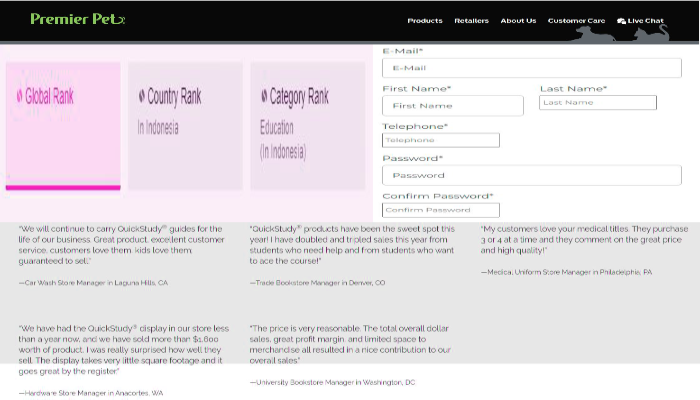 Premier Pet
Products Retailers About Us Customer Care Live Chat
Global Rank
Country Rank
In Indonesia
Category Rank
Education
(In Indonesia)
E-Mail*
E-Mail
First Name*
First Name
Last Name*
Last Name
Telephone*
Telephone
Password*
Password
Confirm Password*
Confirm Password
"We will continue to carry QuickStudy® guides for the
life of our business. Great product, excellent customer
service, customers love them, kids love them;
guaranteed to sell."
—Car Wash Store Manager in Laguna Hills, CA
"QuickStudy® products have been the sweet spot this
year! I have doubled and tripled sales this year from
students who need help and from students who want
to ace the course!"
—Trade Bookstore Manager in Denver, CO
"My customers love your medical titles. They purchase
3 or 4 at a time and they comment on the great price
and high quality!"
—Medical Uniform Store Manager in Philadelphia, PA
"We have had the QuickStudy® display in our store less
than a year now, and we have sold more than $1,600
worth of product. I was really surprised how well they
sell. The display takes very little square footage and it
goes great by the register."
—Hardware Store Manager in Anacortes, WA
"The price is very reasonable. The total overall dollar
sales, great profit margin, and limited space to
merchandise all resulted in a nice contribution to our
overall sales."
—University Bookstore Manager in Washington, DC